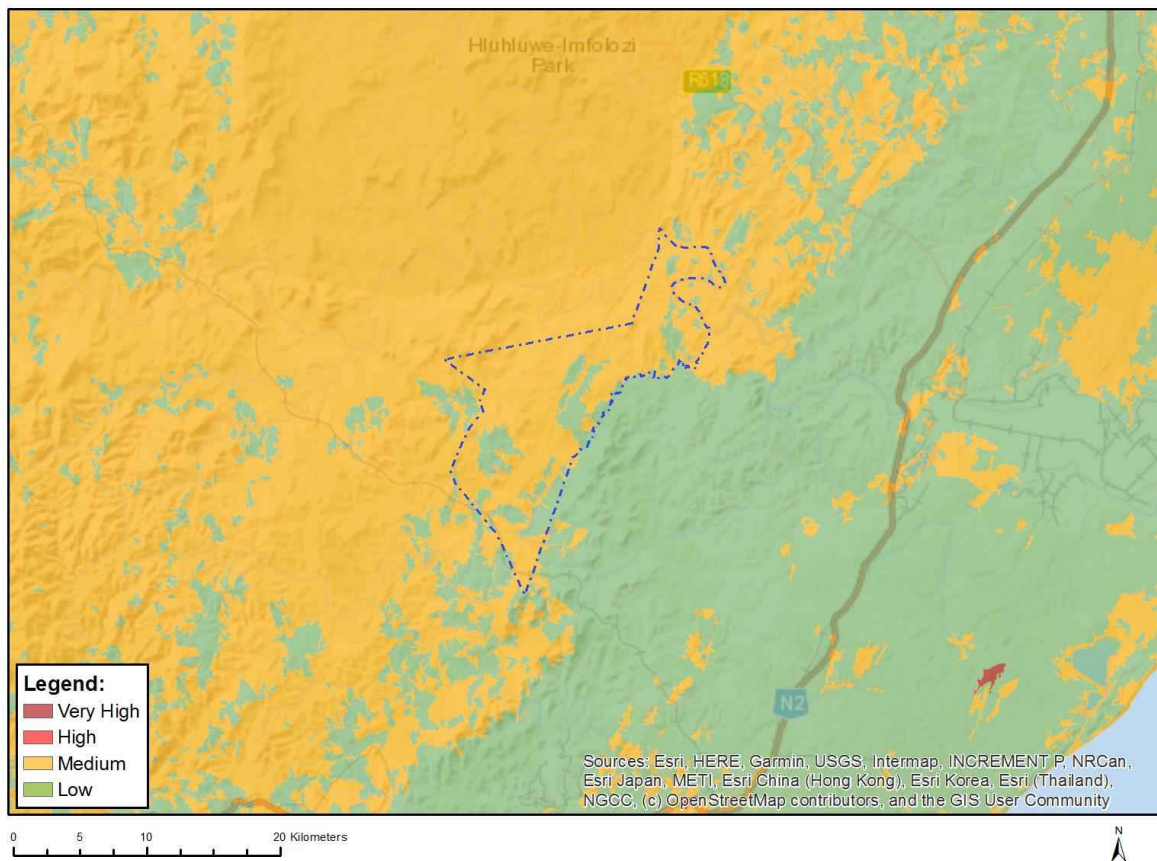 Hluhluwe-Imfolozi
Park
R618
N2
Legend:
Very High
High
Medium
Low
Sources: Esri, HERE, Garmin, USGS, Intermap, INCREMENT P, NRCan,
Esri Japan, METI, Esri China (Hong Kong), Esri Korea, Esri (Thailand),
NGCC, (c) OpenStreetMap contributors, and the GIS User Community
0 5 10 20 Kilometers
N